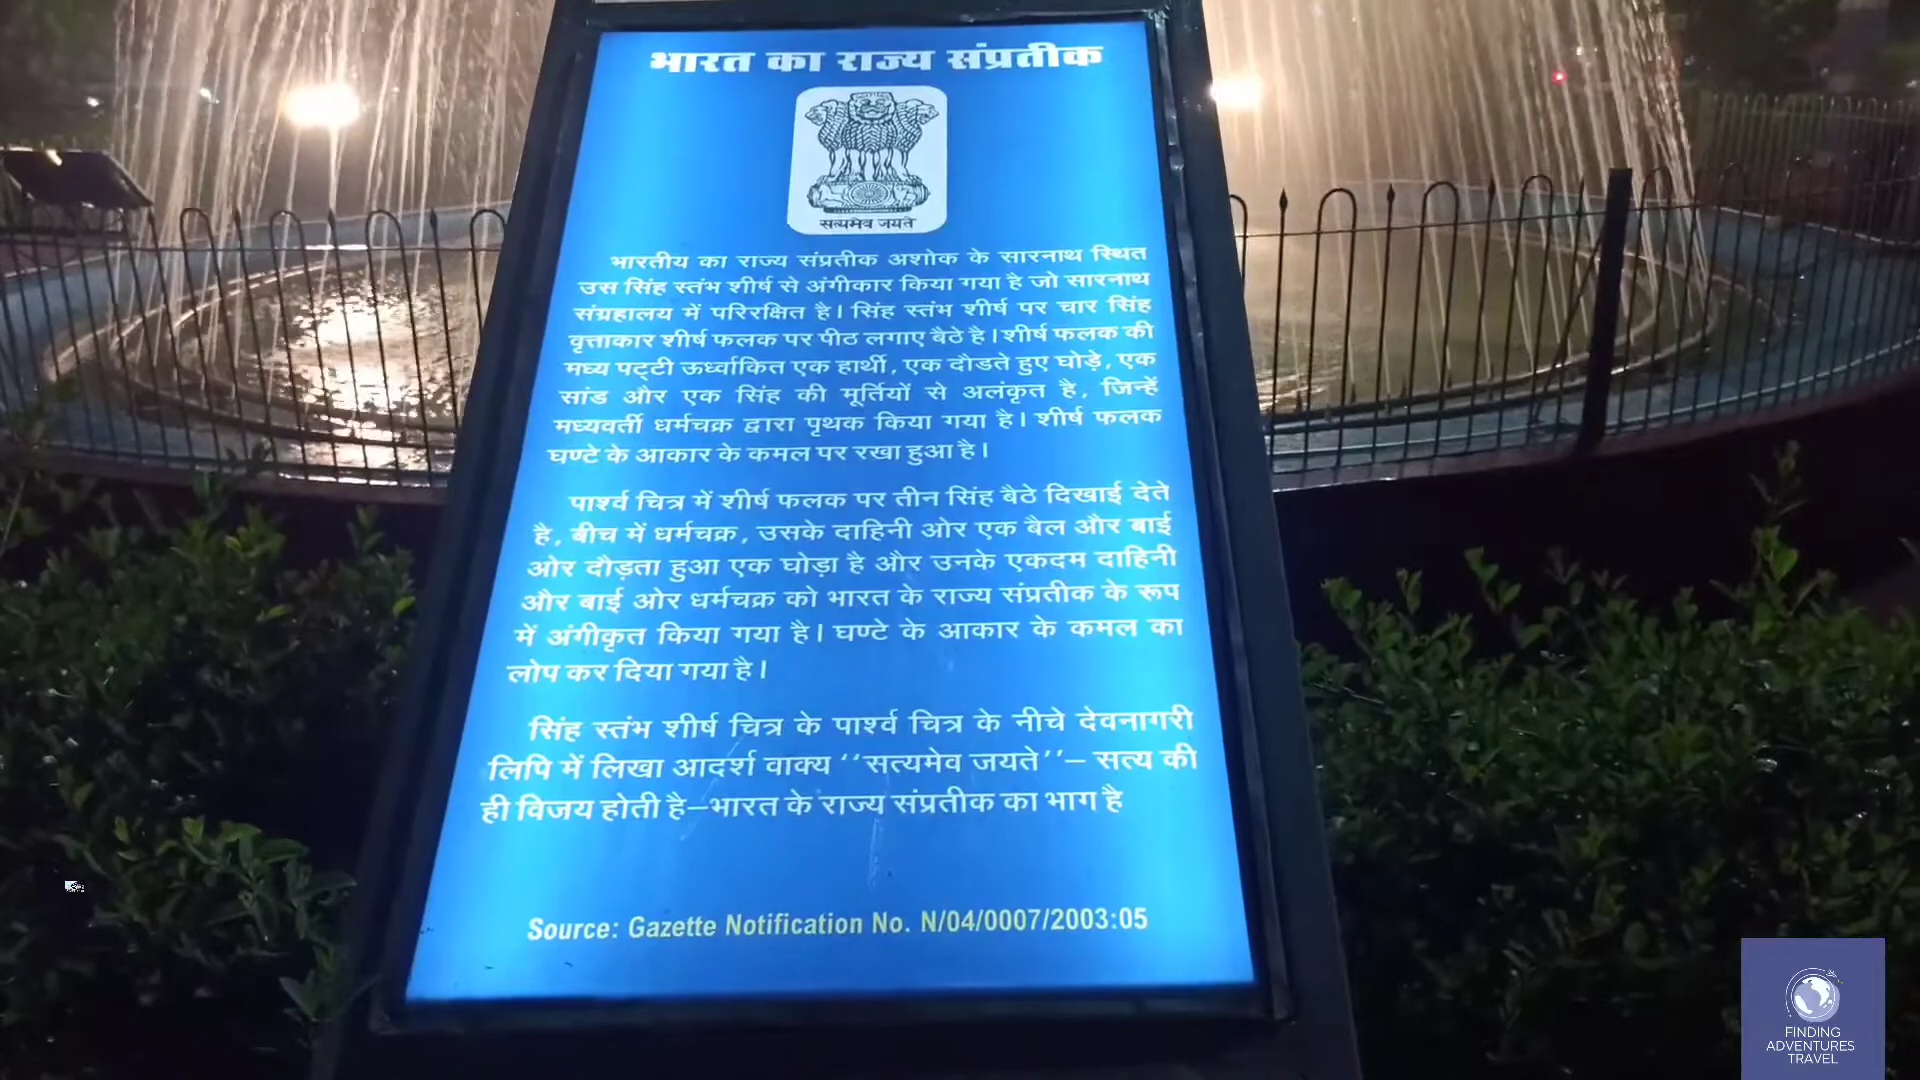 भारत का राज्य संप्रतीक
सत्यमेव जयते
भारतीय का राज्य संप्रतीक अशोक के सारनाथ स्थित
उस सिंह स्तंभ शीर्ष से अंगीकार किया गया है जो सारनाथ
संग्रहालय में परिरक्षित है। सिंह स्तंभ शीर्ष पर चार सिंह
वृत्ताकार शीर्ष फलक पर पीठ लगाए बैठे है। शीर्ष फलक की
मध्य पट्टी ऊर्ध्वाकित एक हार्थी, एक दौडते हुए घोड़े, एक
सांड और एक सिंह की मूर्तियों से अलंकृत है, जिन्हें
मध्यवर्ती धर्मचक्र द्वारा पृथक किया गया है। शीर्ष फलक
घण्टे के आकार के कमल पर रखा हुआ है।
पार्श्व चित्र में शीर्ष फलक पर तीन सिंह बैठे दिखाई देते
है, बीच में धर्मचक्र, उसके दाहिनी ओर एक बैल और बाई
ओर दौड़ता हुआ एक घोड़ा है और उनके एकदम दाहिनी
और बाई ओर धर्मचक्र को भारत के राज्य संप्रतीक के रूप
में अंगीकृत किया गया है। घण्टे के आकार के कमल का
लोप कर दिया गया है।
सिंह स्तंभ शीर्ष चित्र के पार्श्व चित्र के नीचे देवनागरी
लिपि में लिखा आदर्श वाक्य ‘‘सत्यमेव जयते’’– सत्य की
ही विजय होती है–भारत के राज्य संप्रतीक का भाग है
Source: Gazette Notification No. N/04/0007/2003:05
FINDING
ADVENTURES
TRAVEL